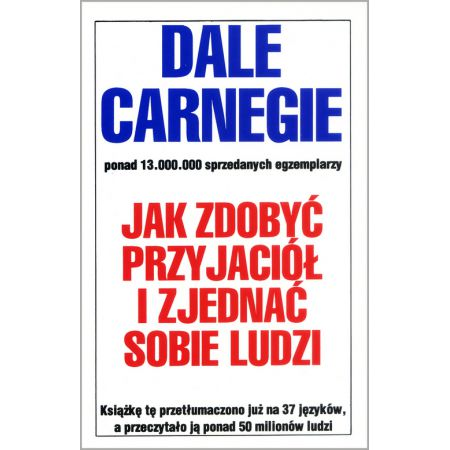 DALE
CARNEGIE
ponad 13.000.000 sprzedanych egzemplarzy
JAK ZDOBYĆ
PRZYJACIÓŁ
I ZJEDNAĆ
SOBIE LUDZI
Książkę tę przetłumaczono już na 37 języków,
a przeczytało ją ponad 50 milionów ludzi